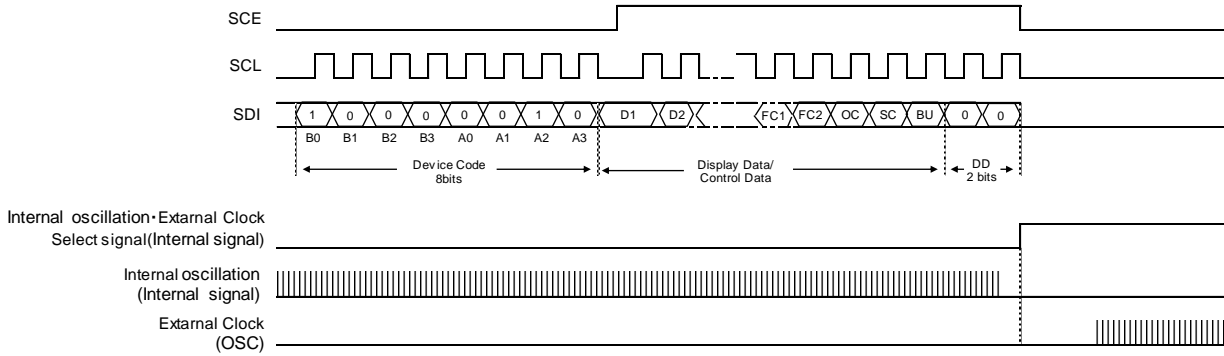 SCE
SCL
SDI
1 0 0 0 0 0 1 0 D1 D2 FC1 FC2 OC SC BU 0 0
B0 B1 B2 B3 A0 A1 A2 A3
Device Code
8bits
Display Data/
Control Data
DD
2 bits
Internal oscillation・Extarnal Clock
Select signal(Internal signal)
Internal oscillation
(Internal signal)
Extarnal Clock
(OSC)